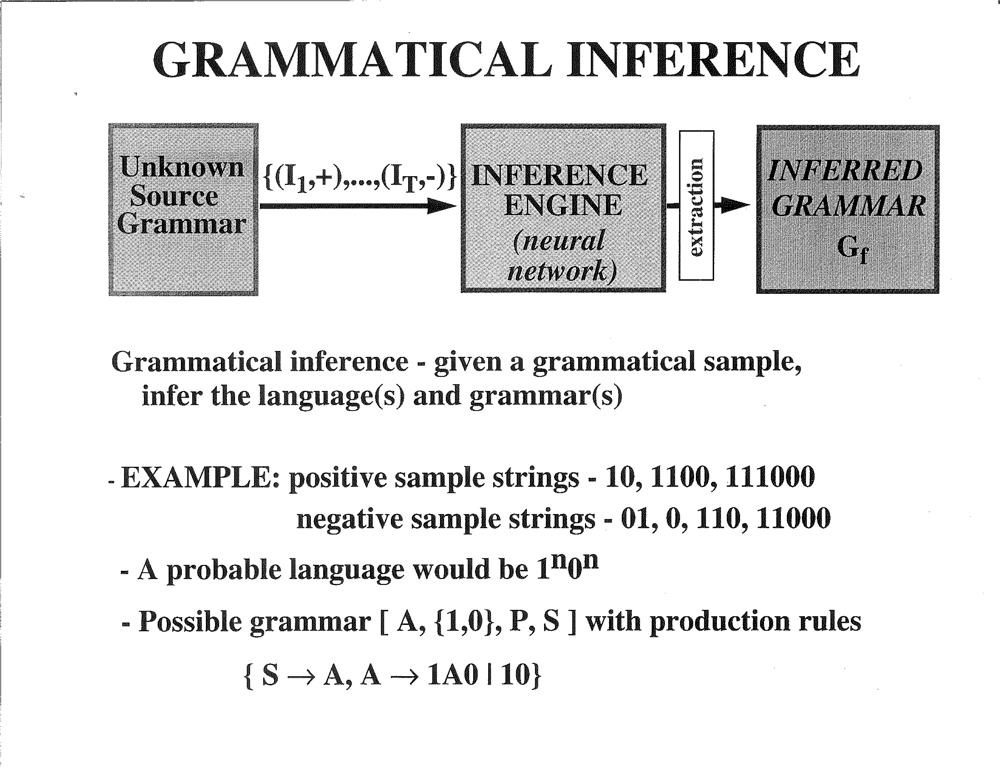 GRAMMATICAL INFERENCE
Unknown
Source
Grammar
{(I1,+),...,(IT,-)}
INFERENCE
ENGINE
(neural
network)
extraction
INFERRED
GRAMMAR
Gf
Grammatical inference - given a grammatical sample,
infer the language(s) and grammar(s)
- EXAMPLE: positive sample strings - 10, 1100, 111000
negative sample strings - 01, 0, 110, 11000
- A probable language would be 1ⁿ0ⁿ
- Possible grammar [ A, {1,0}, P, S ] with production rules
{ S → A, A → 1A0 | 10}